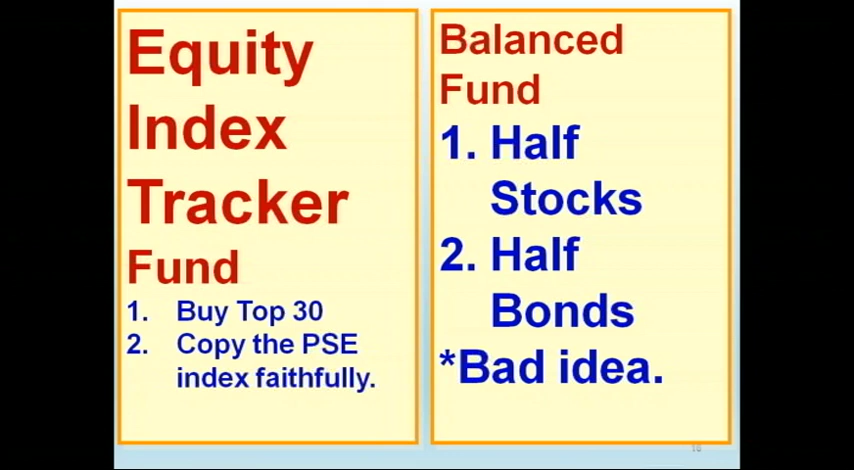 Equity
Index
Tracker
Fund
1. Buy Top 30
2. Copy the PSE
index faithfully.
Balanced
Fund
1. Half
Stocks
2. Half
Bonds
*Bad idea.